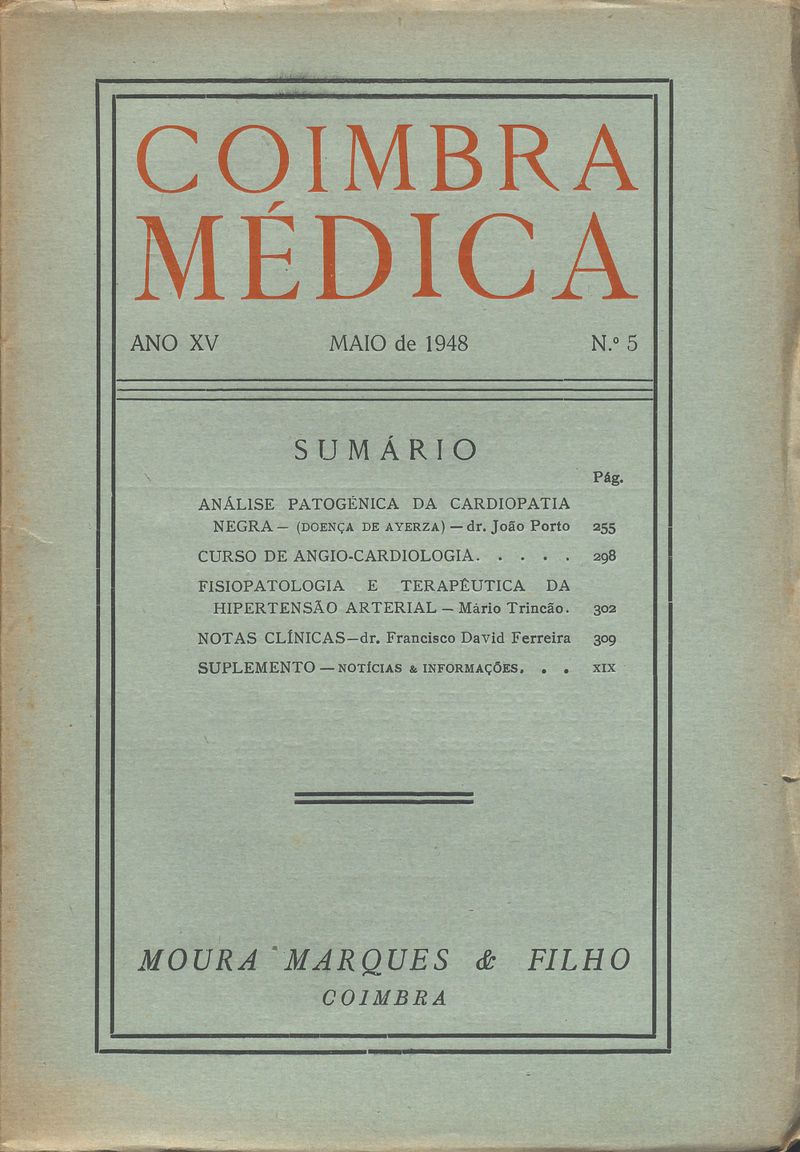 COIMBRA
MÉDICA
ANO XV MAIO de 1948 N.º 5
SUMÁRIO
Pág.
ANÁLISE PATOGÉNICA DA CARDIOPATIA
NEGRA — (DOENÇA DE AYERZA) — dr. João Porto 255
CURSO DE ANGIO-CARDIOLOGIA. . . . . 298
FISIOPATOLOGIA E TERAPÊUTICA DA
HIPERTENSÃO ARTERIAL — Mário Trincão. 302
NOTAS CLÍNICAS—dr. Francisco David Ferreira 309
SUPLEMENTO — NOTÍCIAS & INFORMAÇÕES. . . XIX
MOURA MARQUES & FILHO
COIMBRA